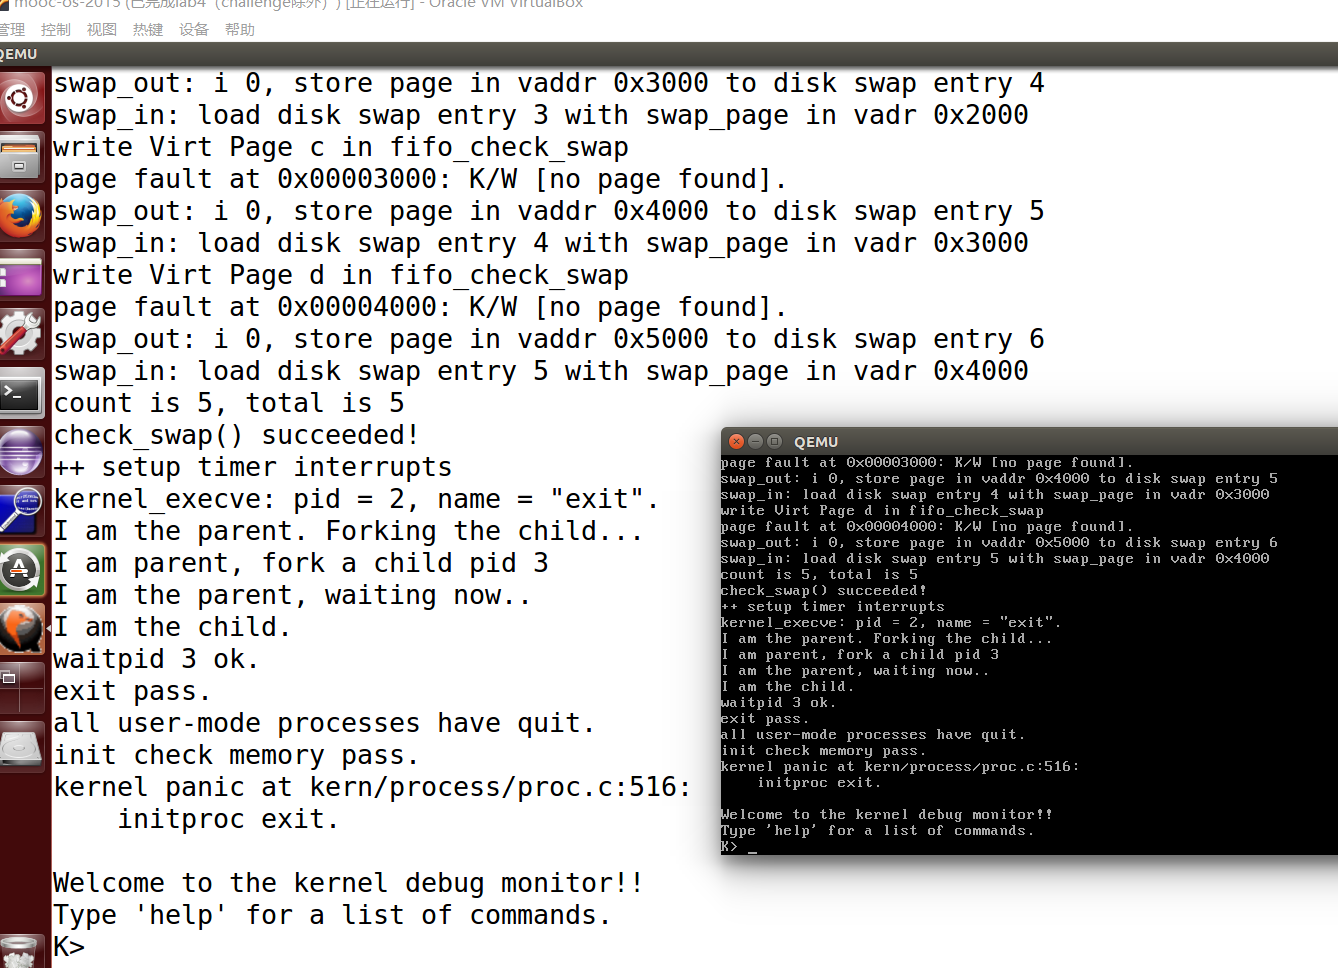 mooc-os-2015 (已完成lab4（challenge除外）) [正在运行] - Oracle VM VirtualBox
管理 控制 视图 热键 设备 帮助
QEMU
swap_out: i 0, store page in vaddr 0x3000 to disk swap entry 4
swap_in: load disk swap entry 3 with swap_page in vadr 0x2000
write Virt Page c in fifo_check_swap
page fault at 0x00003000: K/W [no page found].
swap_out: i 0, store page in vaddr 0x4000 to disk swap entry 5
swap_in: load disk swap entry 4 with swap_page in vadr 0x3000
write Virt Page d in fifo_check_swap
page fault at 0x00004000: K/W [no page found].
swap_out: i 0, store page in vaddr 0x5000 to disk swap entry 6
swap_in: load disk swap entry 5 with swap_page in vadr 0x4000
count is 5, total is 5
check_swap() succeeded!
++ setup timer interrupts
kernel_execve: pid = 2, name = "exit".
I am the parent. Forking the child...
I am parent, fork a child pid 3
I am the parent, waiting now..
I am the child.
waitpid 3 ok.
exit pass.
all user-mode processes have quit.
init check memory pass.
kernel panic at kern/process/proc.c:516:
    initproc exit.
Welcome to the kernel debug monitor!!
Type 'help' for a list of commands.
K>
QEMU
page fault at 0x00003000: K/W [no page found].
swap_out: i 0, store page in vaddr 0x4000 to disk swap entry 5
swap_in: load disk swap entry 4 with swap_page in vadr 0x3000
write Virt Page d in fifo_check_swap
page fault at 0x00004000: K/W [no page found].
swap_out: i 0, store page in vaddr 0x5000 to disk swap entry 6
swap_in: load disk swap entry 5 with swap_page in vadr 0x4000
count is 5, total is 5
check_swap() succeeded!
++ setup timer interrupts
kernel_execve: pid = 2, name = "exit".
I am the parent. Forking the child...
I am parent, fork a child pid 3
I am the parent, waiting now..
I am the child.
waitpid 3 ok.
exit pass.
all user-mode processes have quit.
init check memory pass.
kernel panic at kern/process/proc.c:516:
    initproc exit.
Welcome to the kernel debug monitor!!
Type 'help' for a list of commands.
K> _